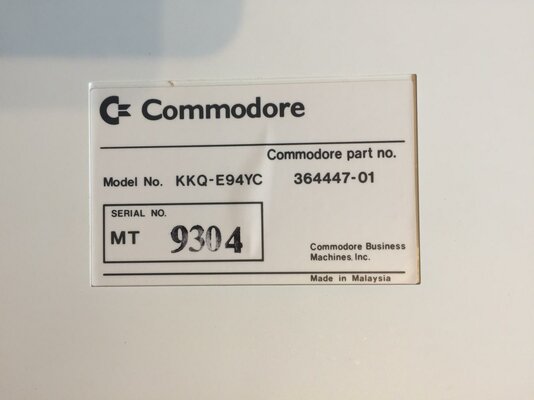 Commodore
Commodore part no.
Model No. KKQ-E94YC 364447-01
SERIAL NO.
MT 9304
Commodore Business
Machines, Inc.
Made in Malaysia